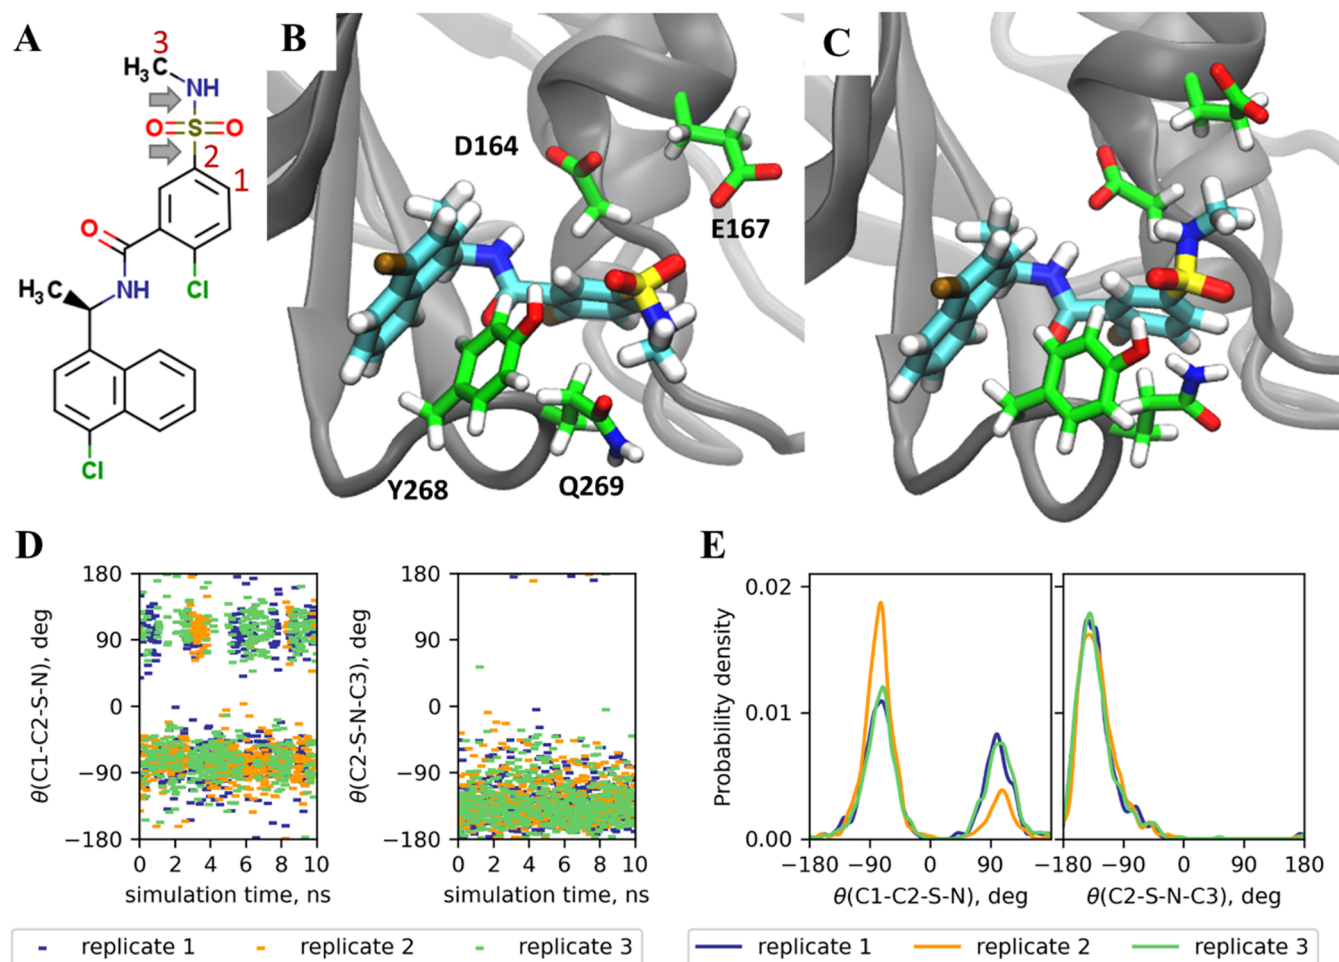 A
3
H₃C
NH
O=S=O
2
1
O
H₃C
NH
Cl
Cl
B
D164
E167
Y268
Q269
C
D
θ(C1-C2-S-N), deg
180
90
0
−90
−180
0 2 4 6 8 10
simulation time, ns
θ(C2-S-N-C3), deg
180
90
0
−90
−180
0 2 4 6 8 10
simulation time, ns
replicate 1 replicate 2 replicate 3
E
Probability density
0.02
0.01
0.00
−180 −90 0 90
θ(C1-C2-S-N), deg
−180 −90 0 90 180
θ(C2-S-N-C3), deg
replicate 1 replicate 2 replicate 3